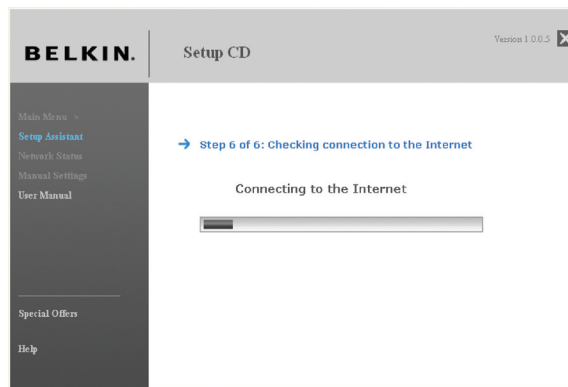 BELKIN.
Setup CD
Version 1.0.0.5
Main Menu >
Setup Assistant
Network Status
Manual Settings
User Manual
Special Offers
Help
Step 6 of 6: Checking connection to the Internet
Connecting to the Internet